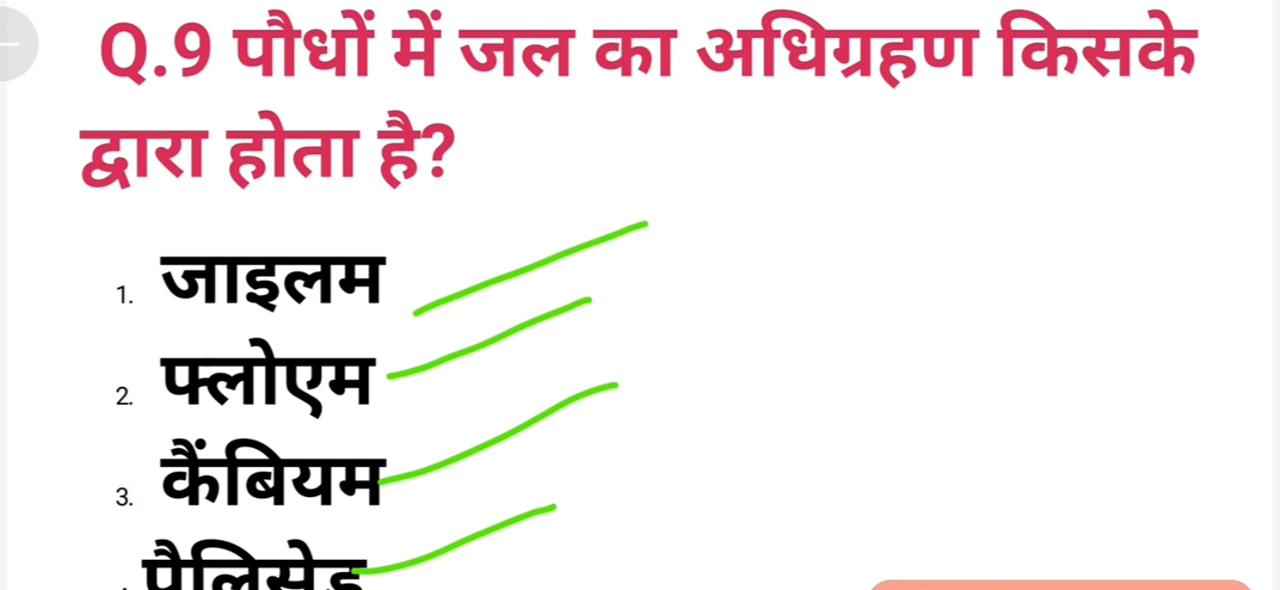 Q.9 पौधों में जल का अधिग्रहण किसके
द्वारा होता है?
1. जाइलम
2. फ्लोएम
3. कैंबियम
पैलिसेड